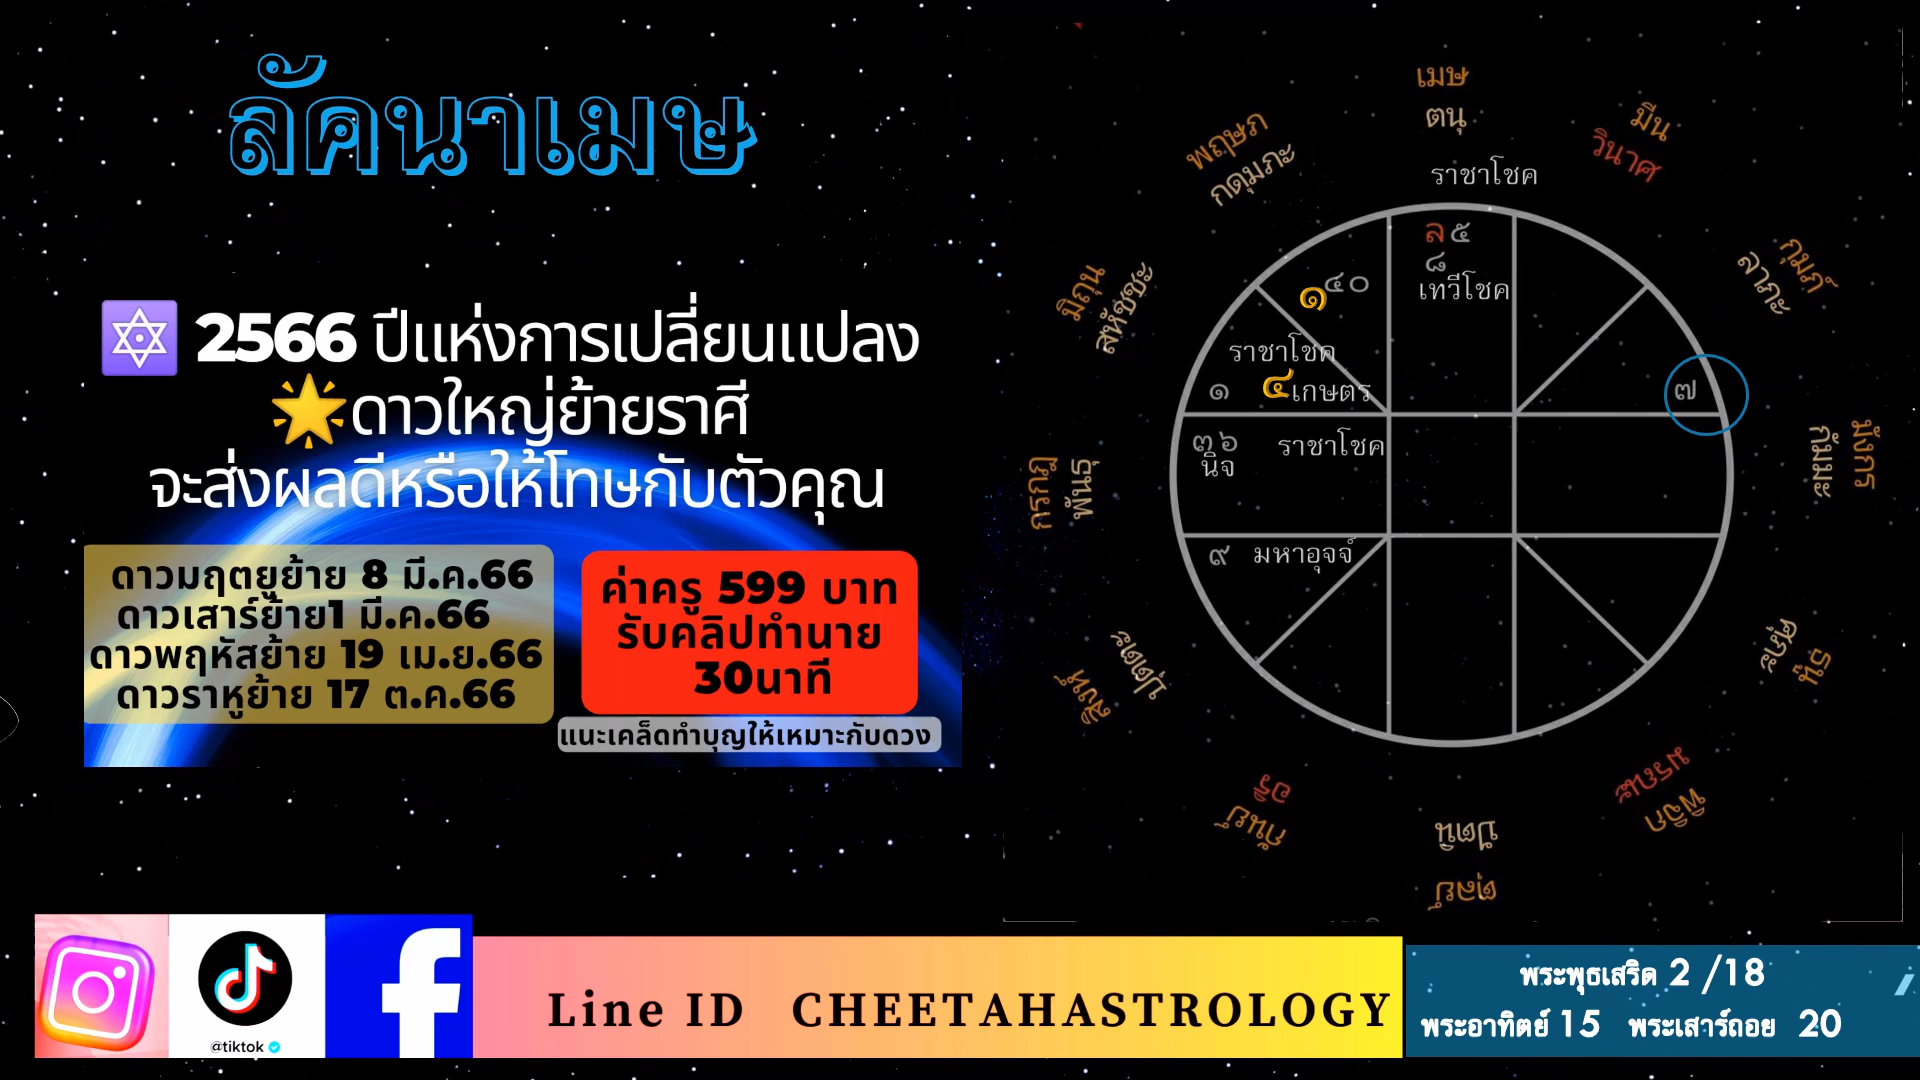 ลัคนาเมษ
2566 ปีแห่งการเปลี่ยนแปลง
ดาวใหญ่ย้ายราศี
จะส่งผลดีหรือให้โทษกับตัวคุณ
ดาวมฤตยูย้าย 8 มี.ค.66
ดาวเสาร์ย้าย1 มี.ค.66
ดาวพฤหัสย้าย 19 เม.ย.66
ดาวราหูย้าย 17 ต.ค.66
ค่าครู 599 บาท
รับคลิปทำนาย
30นาที
แนะเคล็ดทำบุญให้เหมาะกับดวง
เมษ
ตนุ
ราชาโชค
พฤษภ
กดุมภะ
มีน
วินาศ
มิถุน
สหัชชะ
กุมภ์
ลาภะ
ล ๕
๘
เทวีโชค
๑ ๔ ๐
ราชาโชค
๑ ๔ เกษตร
๗
๓ ๖ ราชาโชค
นิจ
๙ มหาอุจจ์
กรกฎ
พันธุ
มังกร
กัมมะ
สิงห์
ปุตตะ
ธนู
ศุภะ
อริ
กันย์
ปัตนิ
ตุลย์
มรณะ
พิจิก
@tiktok
Line ID CHEETAHASTROLOGY
พระพุธเสริด 2 /18
พระอาทิตย์ 15 พระเสาร์ถอย 20